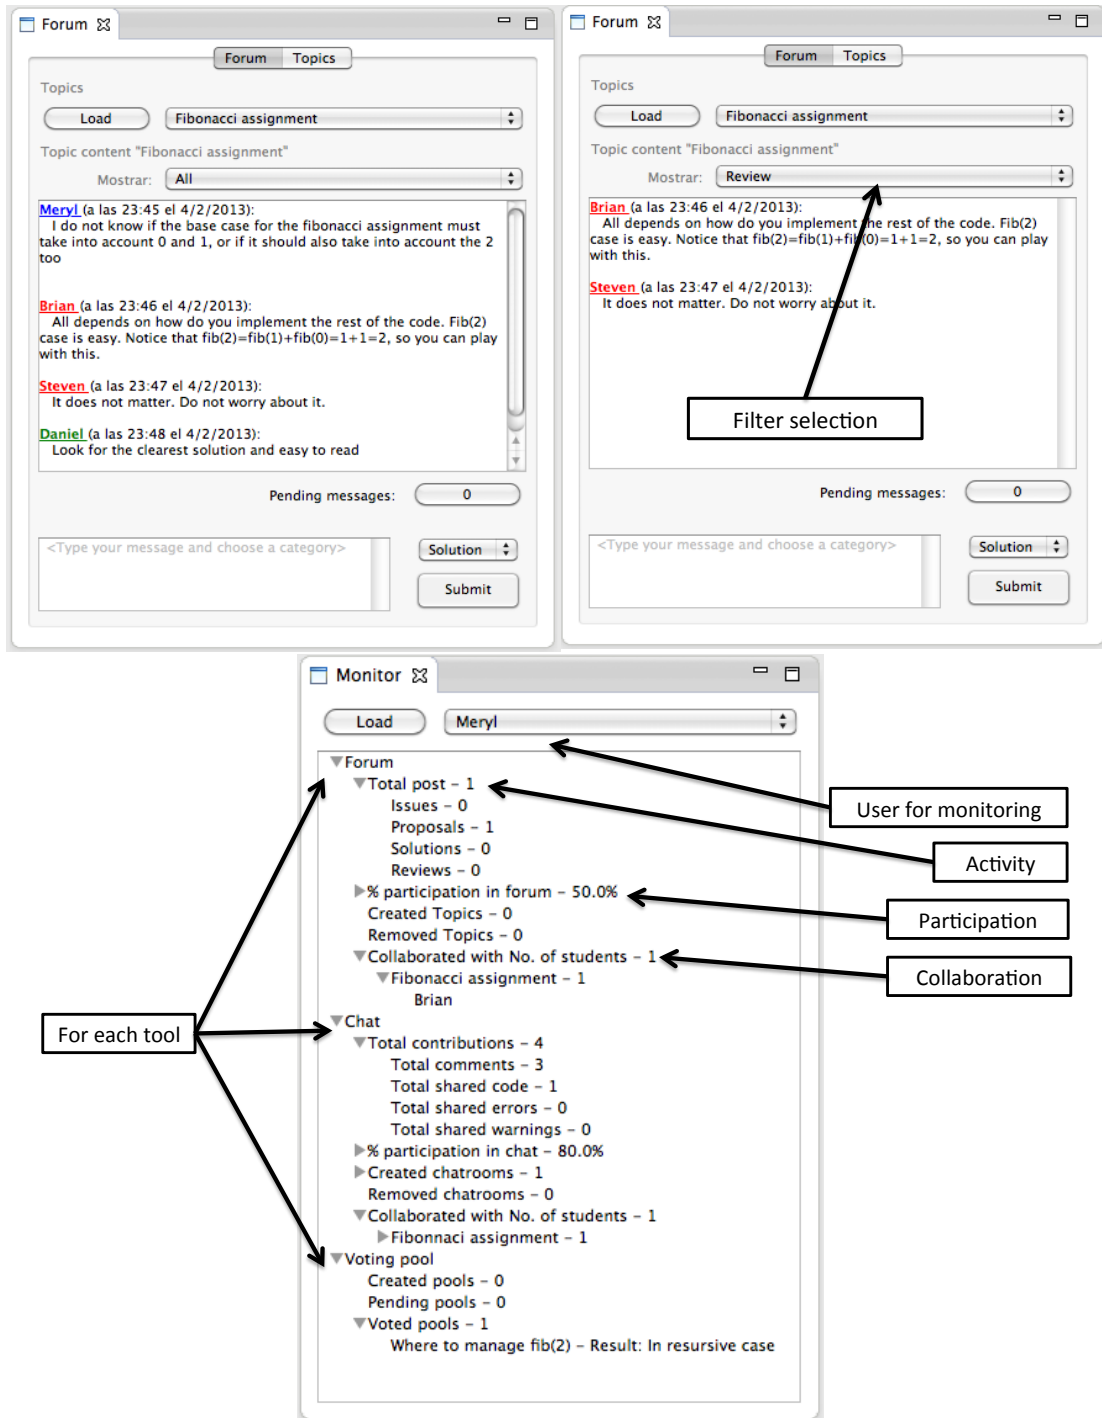 Forum
Forum Topics
Topics
Load Fibonacci assignment
Topic content "Fibonacci assignment"
Mostrar: All
Meryl (a las 23:45 el 4/2/2013):
I do not know if the base case for the fibonacci assignment must
take into account 0 and 1, or if it should also take into account the 2
too
Brian (a las 23:46 el 4/2/2013):
All depends on how do you implement the rest of the code. Fib(2)
case is easy. Notice that fib(2)=fib(1)+fib(0)=1+1=2, so you can play
with this.
Steven (a las 23:47 el 4/2/2013):
It does not matter. Do not worry about it.
Daniel (a las 23:48 el 4/2/2013):
Look for the clearest solution and easy to read
Pending messages: 0
<Type your message and choose a category>
Solution
Submit
Forum
Forum Topics
Topics
Load Fibonacci assignment
Topic content "Fibonacci assignment"
Mostrar: Review
Brian (a las 23:46 el 4/2/2013):
All depends on how do you implement the rest of the code. Fib(2)
case is easy. Notice that fib(2)=fib(1)+fib(0)=1+1=2, so you can play
with this.
Steven (a las 23:47 el 4/2/2013):
It does not matter. Do not worry about it.
Filter selection
Pending messages: 0
<Type your message and choose a category>
Solution
Submit
Monitor
Load Meryl
Forum
Total post – 1
Issues – 0
Proposals – 1
Solutions – 0
Reviews – 0
% participation in forum – 50.0%
Created Topics – 0
Removed Topics – 0
Collaborated with No. of students – 1
Fibonacci assignment – 1
Brian
Chat
Total contributions – 4
Total comments – 3
Total shared code – 1
Total shared errors – 0
Total shared warnings – 0
% participation in chat – 80.0%
Created chatrooms – 1
Removed chatrooms – 0
Collaborated with No. of students – 1
Fibonnaci assignment – 1
Voting pool
Created pools – 0
Pending pools – 0
Voted pools – 1
Where to manage fib(2) – Result: In resursive case
User for monitoring
Activity
Participation
Collaboration
For each tool